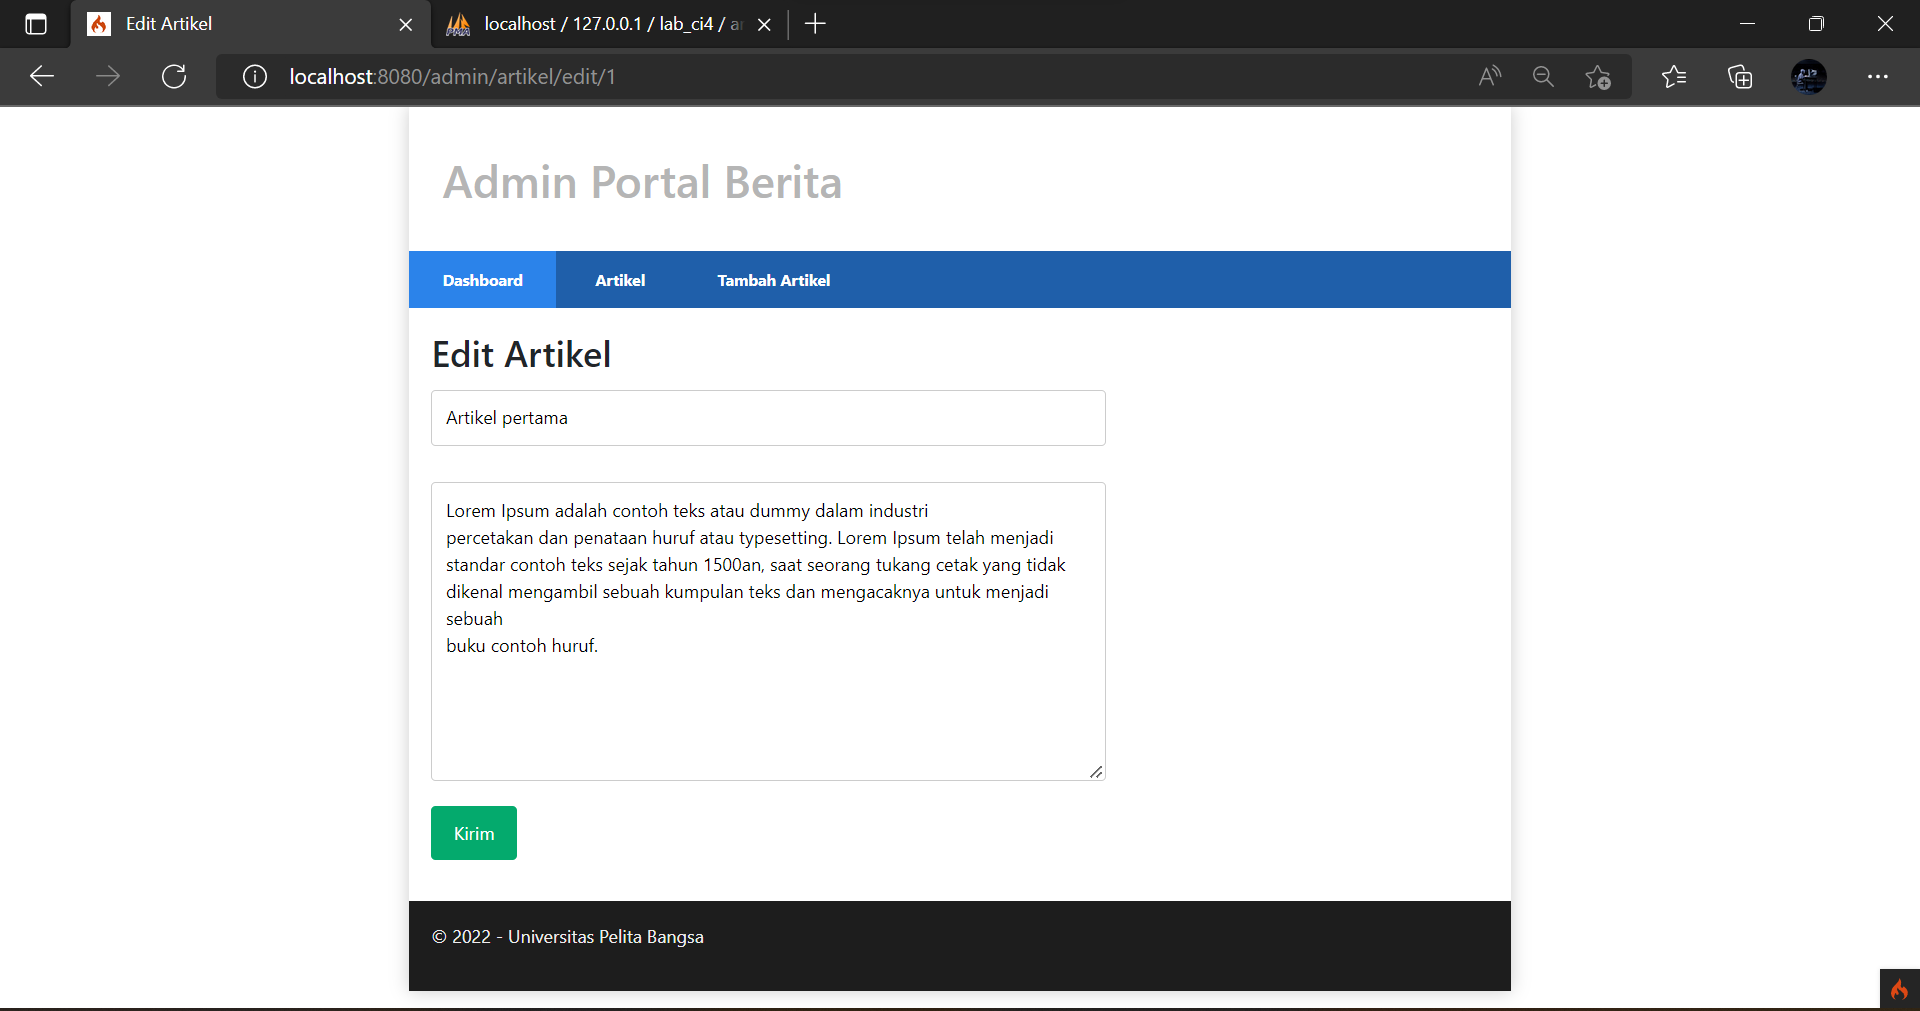 Edit Artikel
localhost / 127.0.0.1 / lab_ci4 /
localhost:8080/admin/artikel/edit/1
Admin Portal Berita
Dashboard Artikel Tambah Artikel
Edit Artikel
Artikel pertama
Lorem Ipsum adalah contoh teks atau dummy dalam industri
percetakan dan penataan huruf atau typesetting. Lorem Ipsum telah menjadi
standar contoh teks sejak tahun 1500an, saat seorang tukang cetak yang tidak
dikenal mengambil sebuah kumpulan teks dan mengacaknya untuk menjadi
sebuah
buku contoh huruf.
Kirim
© 2022 - Universitas Pelita Bangsa